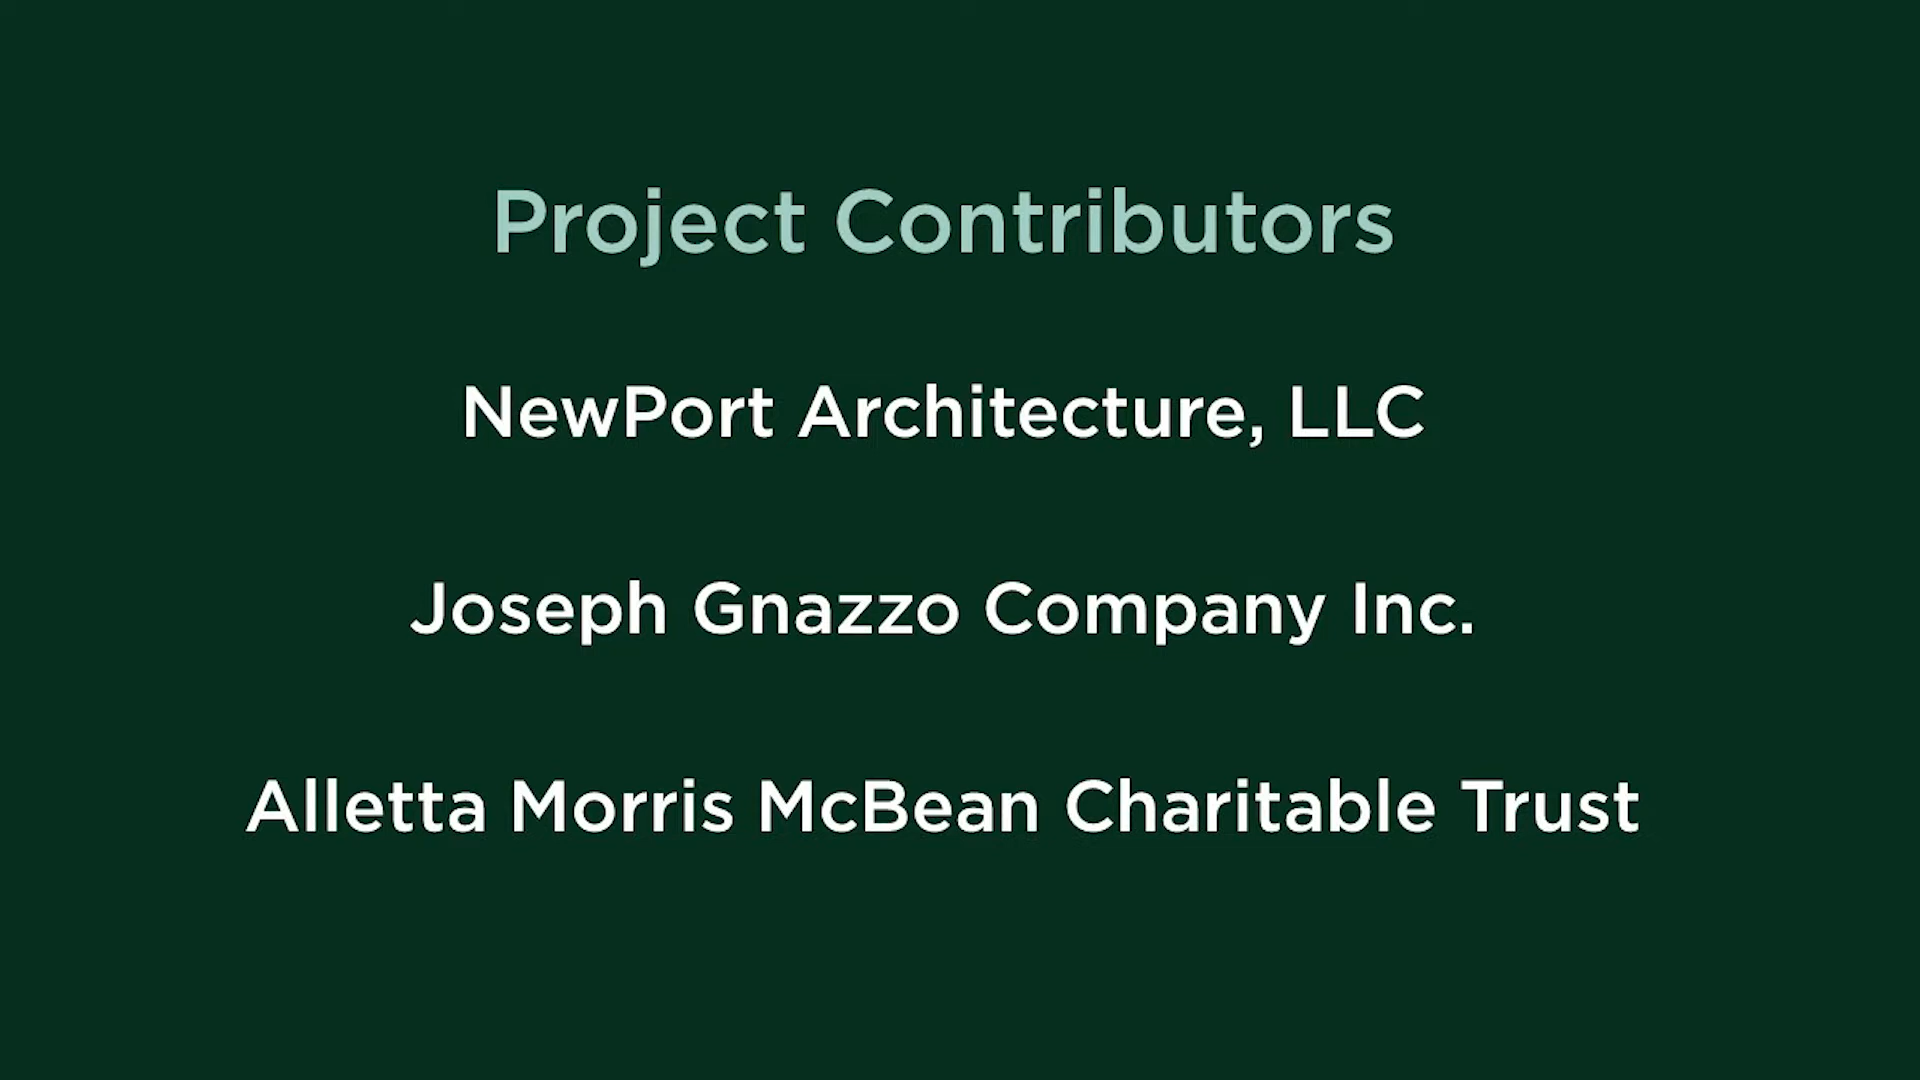 Project Contributors
NewPort Architecture, LLC
Joseph Gnazzo Company Inc.
Alletta Morris McBean Charitable Trust